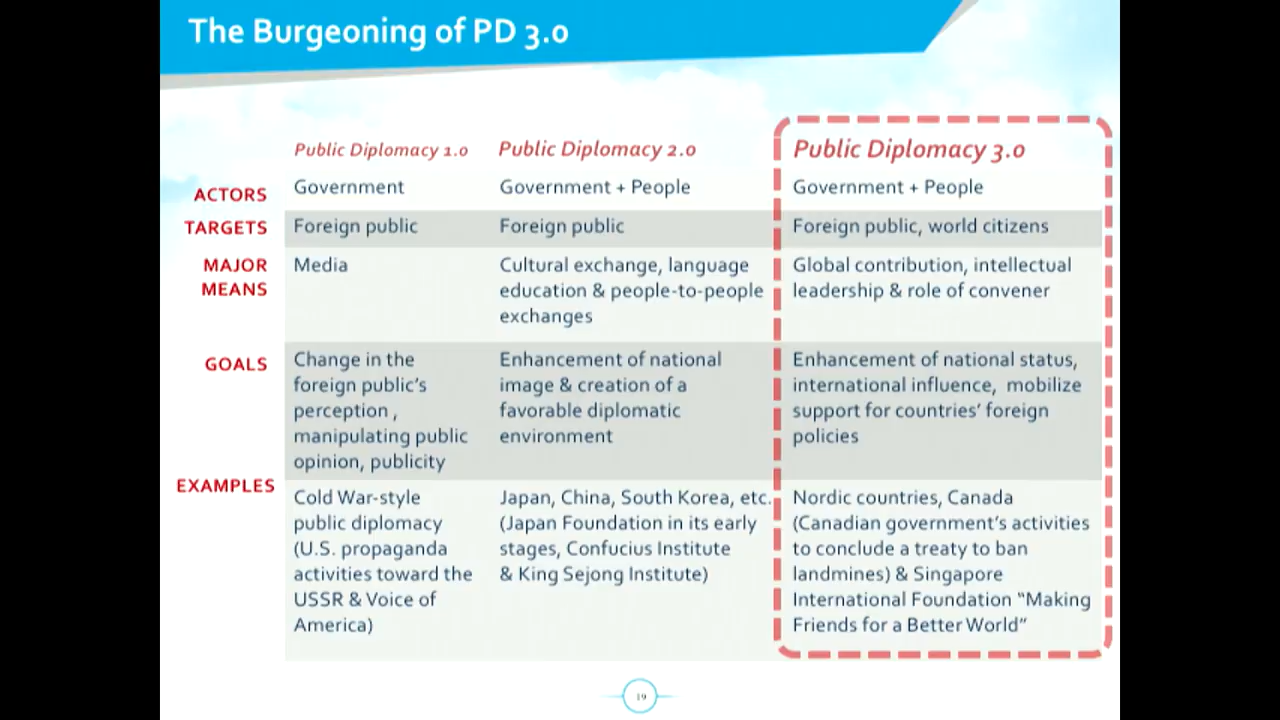 The Burgeoning of PD 3.0
Public Diplomacy 1.0
Public Diplomacy 2.0
Public Diplomacy 3.0
ACTORS
Government
Government + People
Government + People
TARGETS
Foreign public
Foreign public
Foreign public, world citizens
MAJOR
MEANS
Media
Cultural exchange, language
education & people-to-people
exchanges
Global contribution, intellectual
leadership & role of convener
GOALS
Change in the
foreign public's
perception ,
manipulating public
opinion, publicity
Enhancement of national
image & creation of a
favorable diplomatic
environment
Enhancement of national status,
international influence,  mobilize
support for countries' foreign
policies
EXAMPLES
Cold War-style
public diplomacy
(U.S. propaganda
activities toward the
USSR & Voice of
America)
Japan, China, South Korea, etc.
(Japan Foundation in its early
stages, Confucius Institute
& King Sejong Institute)
Nordic countries, Canada
(Canadian government's activities
to conclude a treaty to ban
landmines) & Singapore
International Foundation “Making
Friends for a Better World”
19